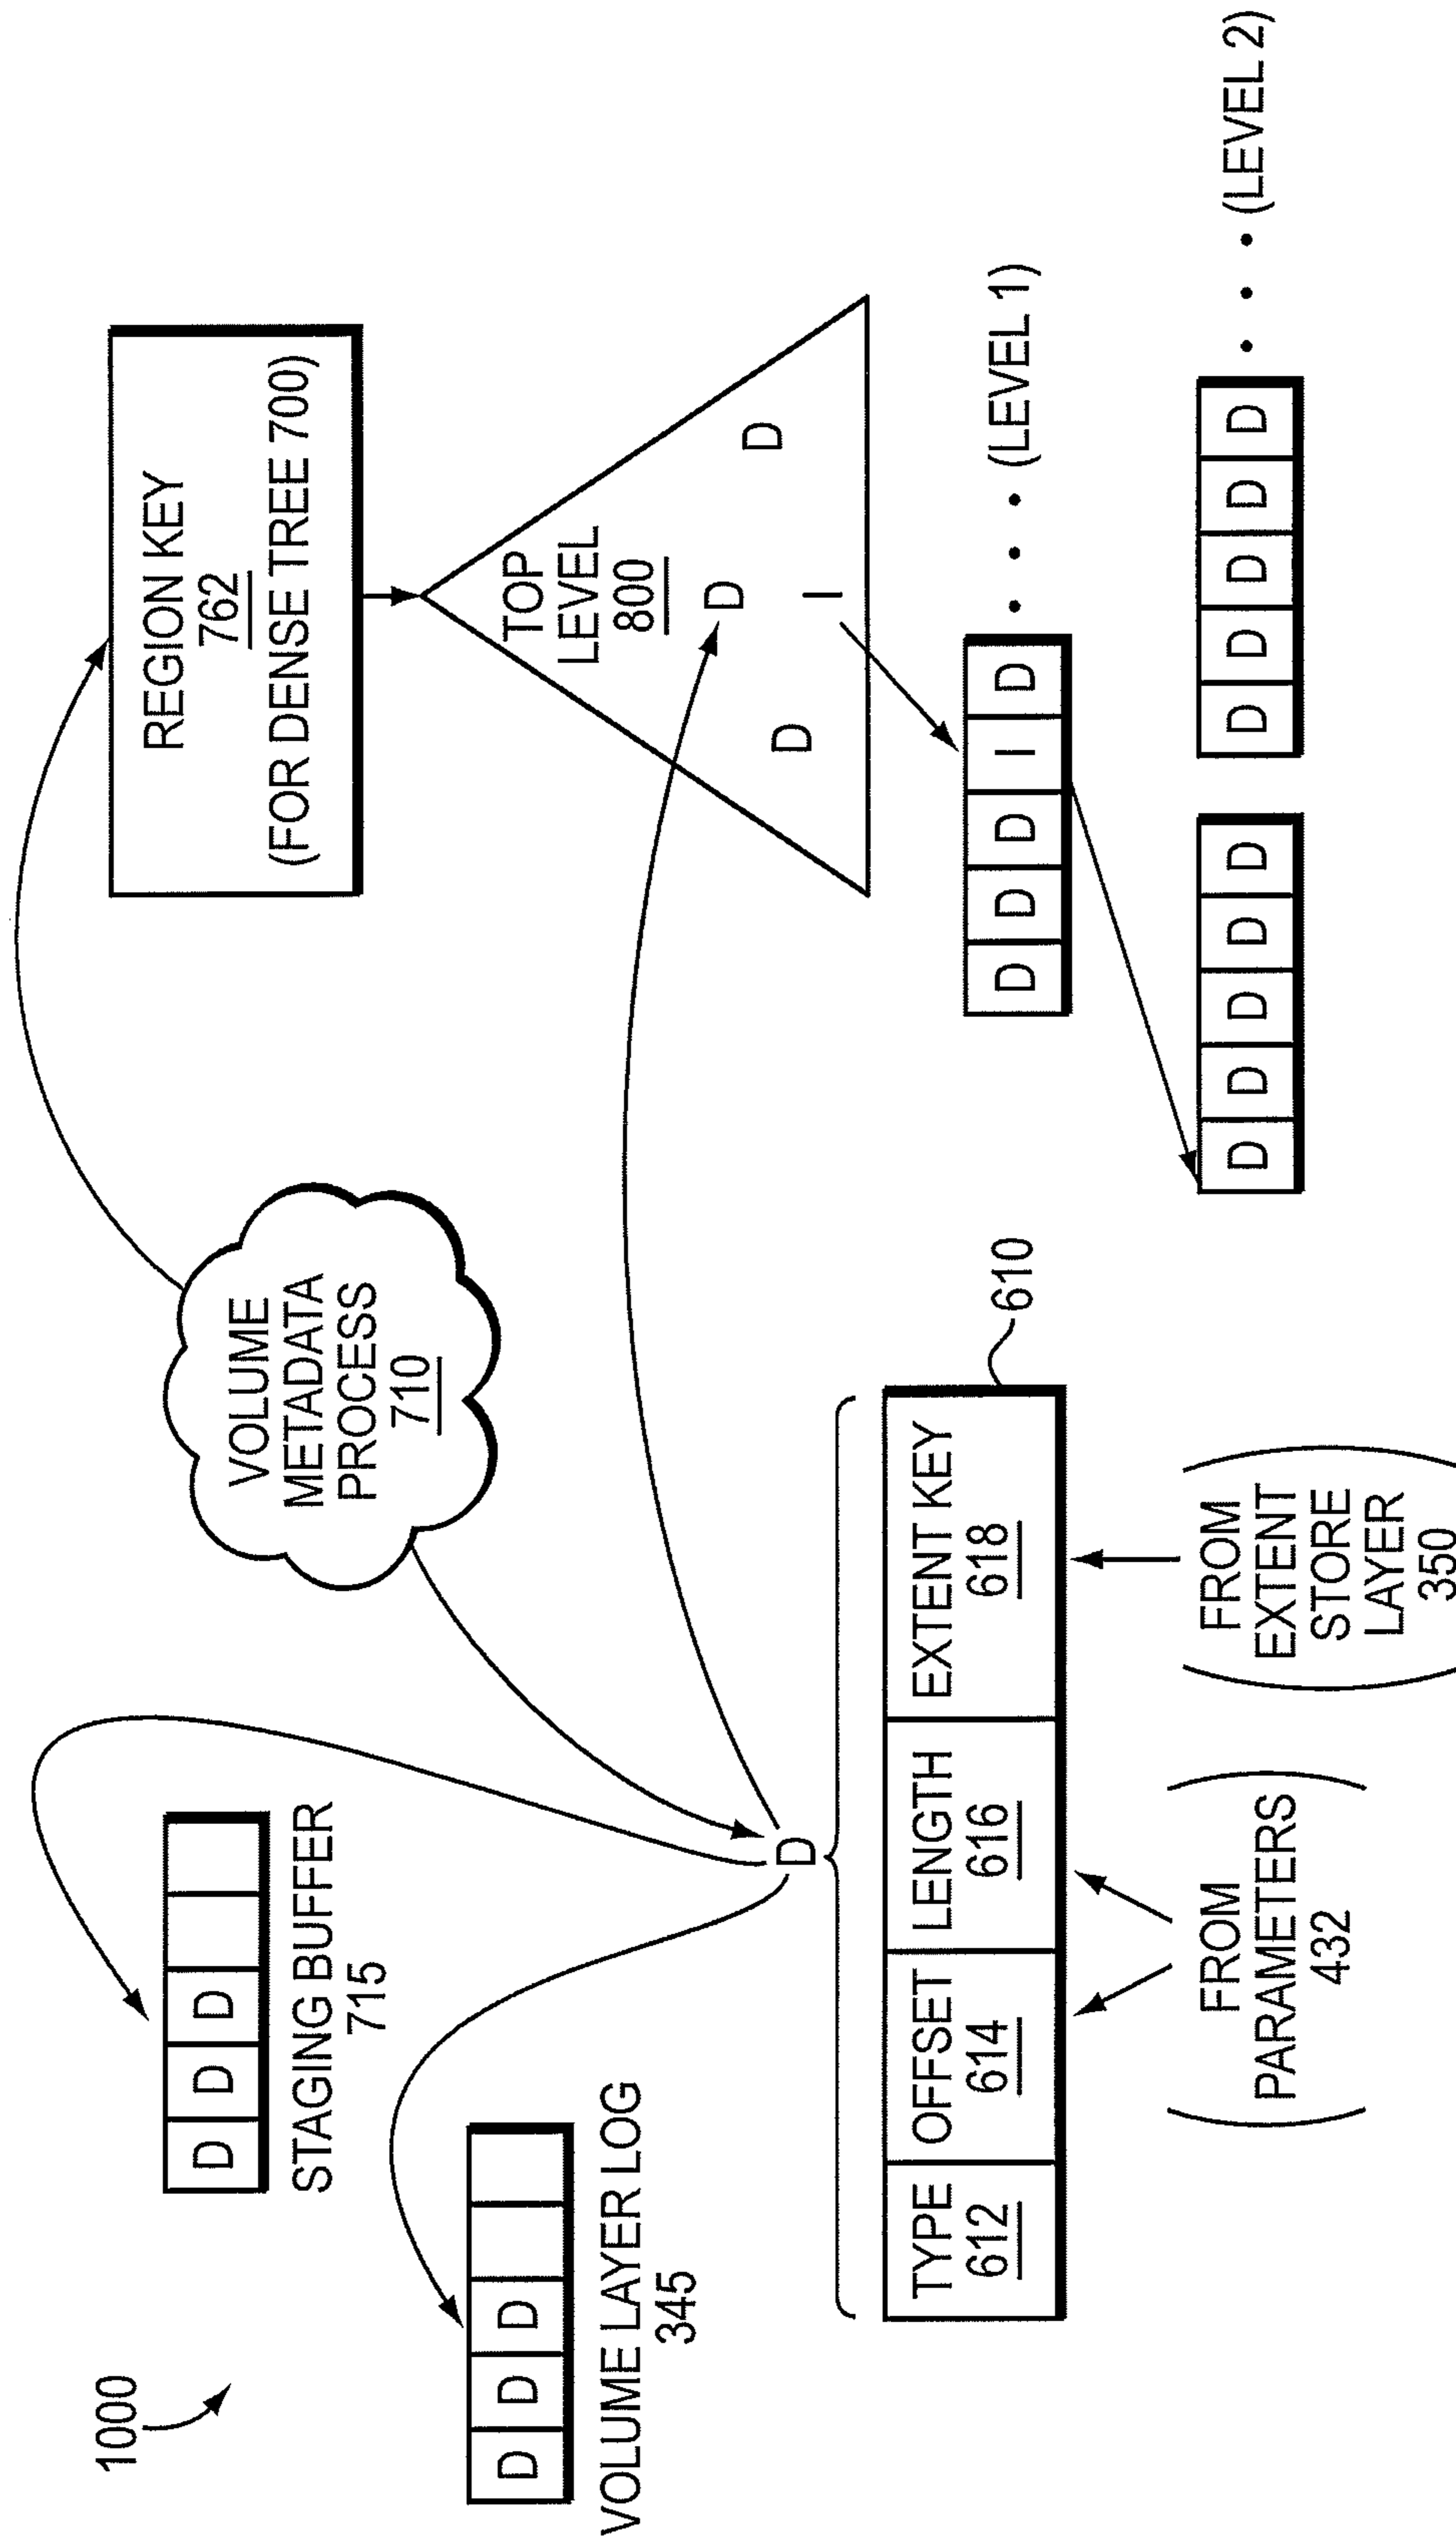 1000
D D D
STAGING BUFFER
715
D D D
VOLUME LAYER LOG
345
VOLUME
METADATA
PROCESS
710
REGION KEY
762
(FOR DENSE TREE 700)
TOP
LEVEL
800
D D D
I
D
D D D I D
(LEVEL 1)
D D D D D
D D D D D
(LEVEL 2)
610
TYPE
612
OFFSET
614
LENGTH
616
EXTENT KEY
618
FROM
PARAMETERS
432
FROM
EXTENT
STORE
LAYER
350